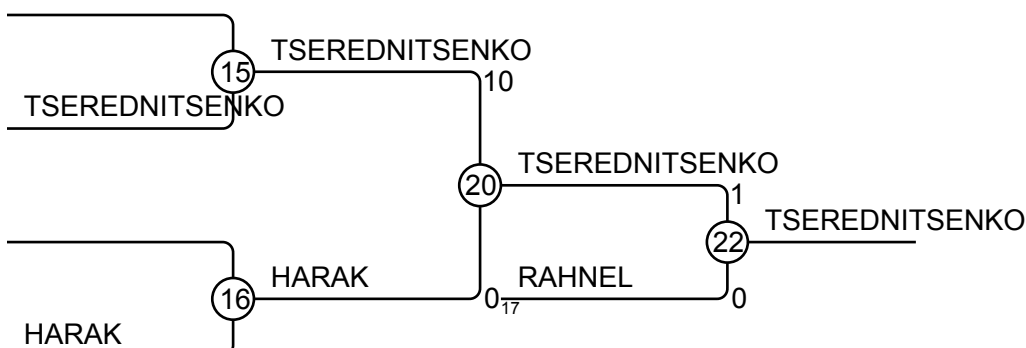 TSEREDNITSENKO
15
10
TSEREDNITSENKO
TSEREDNITSENKO
20
1
TSEREDNITSENKO
22
HARAK
RAHNEL
16
0
17
0
HARAK